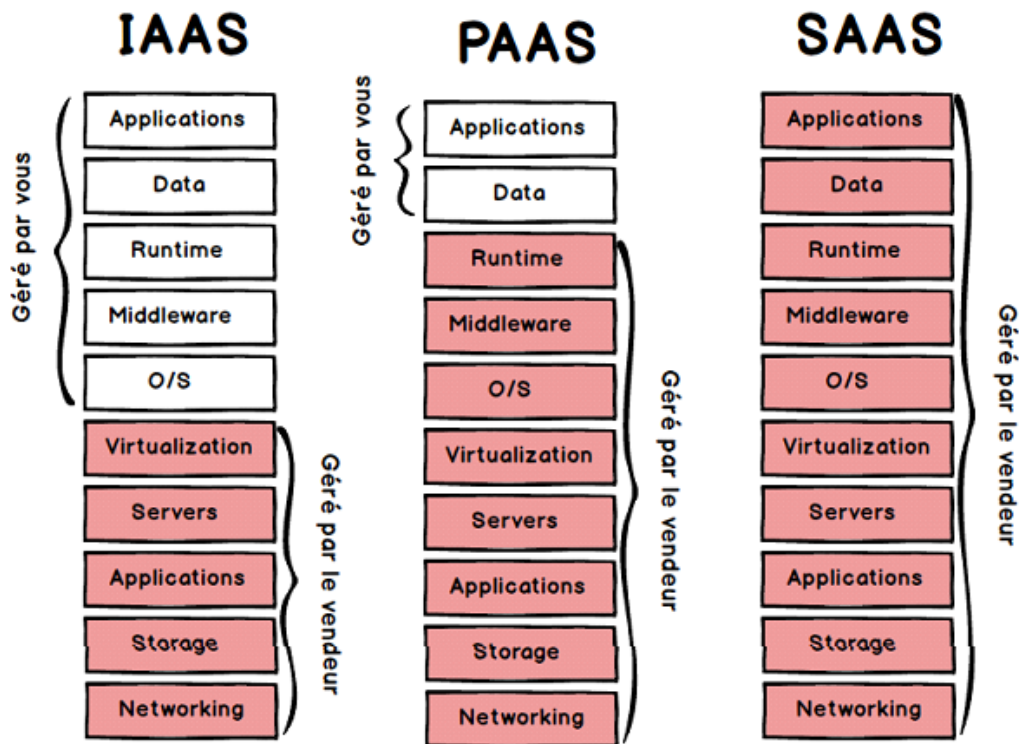 IAAS
Géré par vous
Applications
Data
Runtime
Middleware
O/S
Virtualization
Servers
Applications
Storage
Networking
Géré par le vendeur
PAAS
Géré par vous
Applications
Data
Runtime
Middleware
O/S
Virtualization
Servers
Applications
Storage
Networking
Géré par le vendeur
SAAS
Applications
Data
Runtime
Middleware
O/S
Virtualization
Servers
Applications
Storage
Networking
Géré par le vendeur